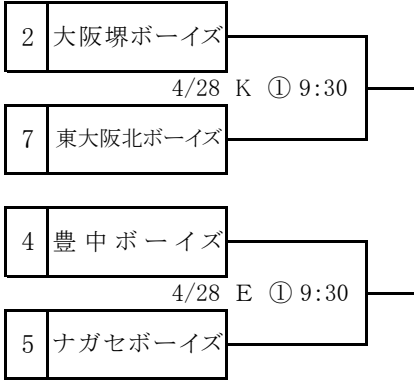 2 大阪堺ボーイズ
4/28 K ① 9:30
7 東大阪北ボーイズ
4 豊中ボーイズ
4/28 E ① 9:30
5 ナガセボーイズ